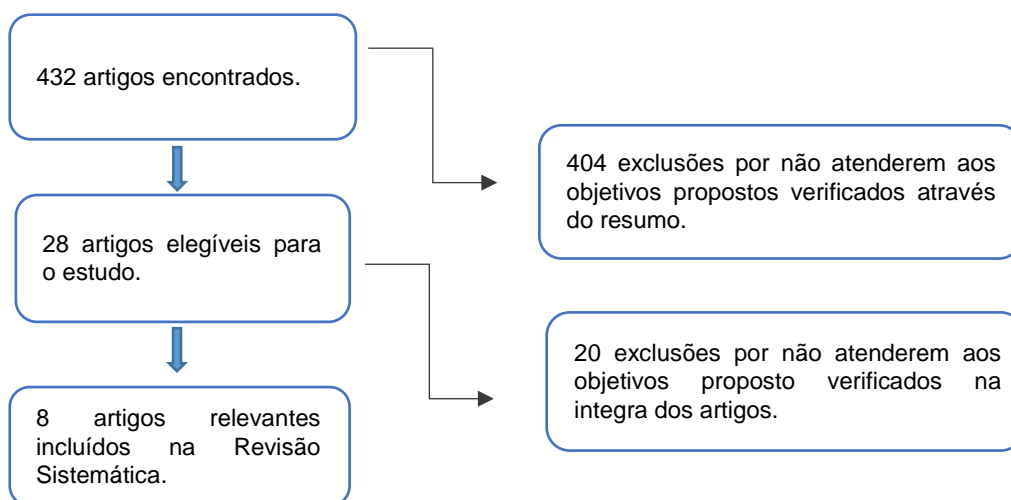 432 artigos encontrados.
404 exclusões por não atenderem aos
objetivos propostos verificados através
do resumo.
28 artigos elegíveis para
o estudo.
20 exclusões por não atenderem aos
objetivos proposto verificados na
integra dos artigos.
8 artigos relevantes
incluídos na Revisão
Sistemática.